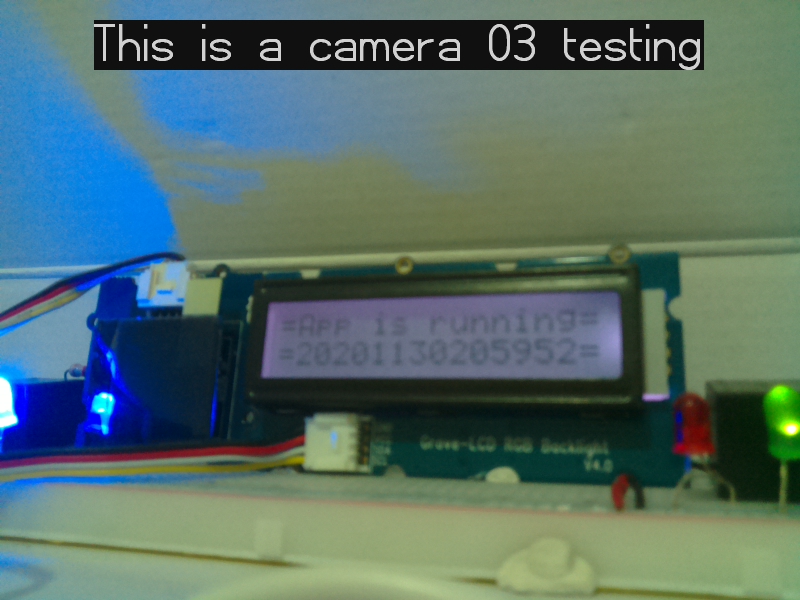 This is a camera 03 testing
=App is running=
=20201130205952=
Grove-LCD RGB Backlight
V4.0